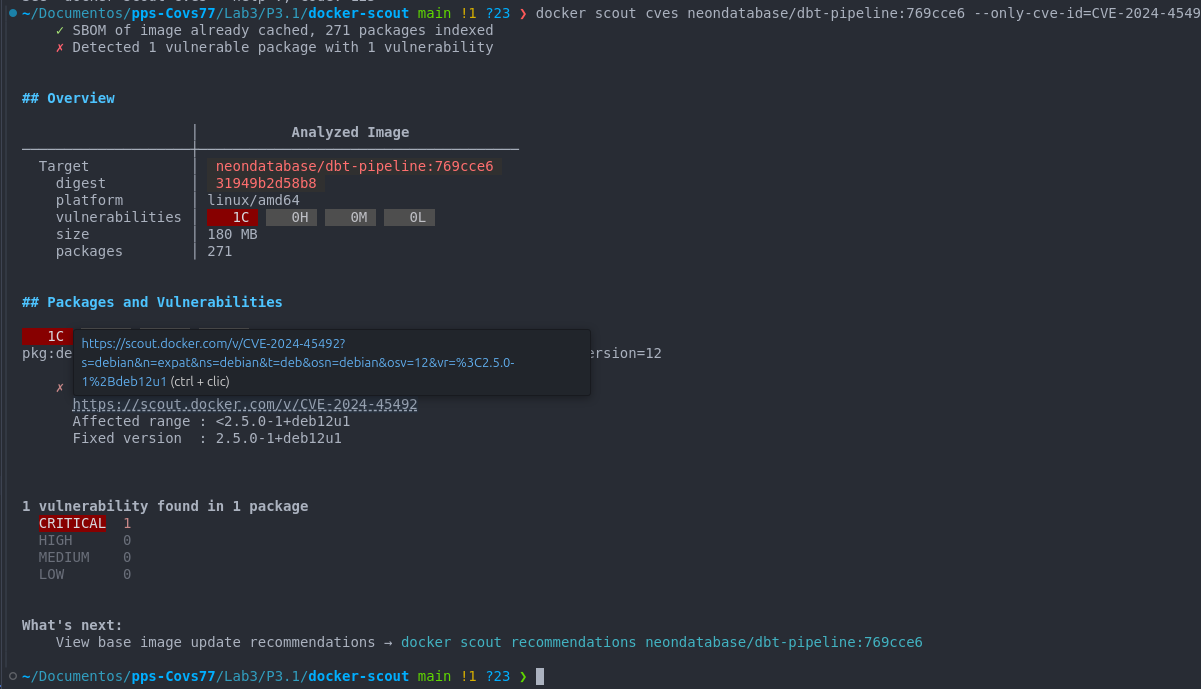 ~/Documentos/pps-Covs77/Lab3/P3.1/docker-scout main !1 ?23 ❯ docker scout cves neondatabase/dbt-pipeline:769cce6 --only-cve-id=CVE-2024-4549
✓ SBOM of image already cached, 271 packages indexed
✗ Detected 1 vulnerable package with 1 vulnerability
## Overview
│ Analyzed Image
Target │ neondatabase/dbt-pipeline:769cce6
digest │ 31949b2d58b8
platform │ linux/amd64
vulnerabilities │ 1C 0H 0M 0L
size │ 180 MB
packages │ 271
## Packages and Vulnerabilities
1C
https://scout.docker.com/v/CVE-2024-45492?
pkg:de ersion=12
s=debian&n=expat&ns=debian&t=deb&osn=debian&osv=12&vr=%3C2.5.0-
1%2Bdeb12u1 (ctrl + clic)
✗
https://scout.docker.com/v/CVE-2024-45492
Affected range : <2.5.0-1+deb12u1
Fixed version : 2.5.0-1+deb12u1
1 vulnerability found in 1 package
CRITICAL 1
HIGH 0
MEDIUM 0
LOW 0
What's next:
View base image update recommendations → docker scout recommendations neondatabase/dbt-pipeline:769cce6
~/Documentos/pps-Covs77/Lab3/P3.1/docker-scout main !1 ?23 ❯